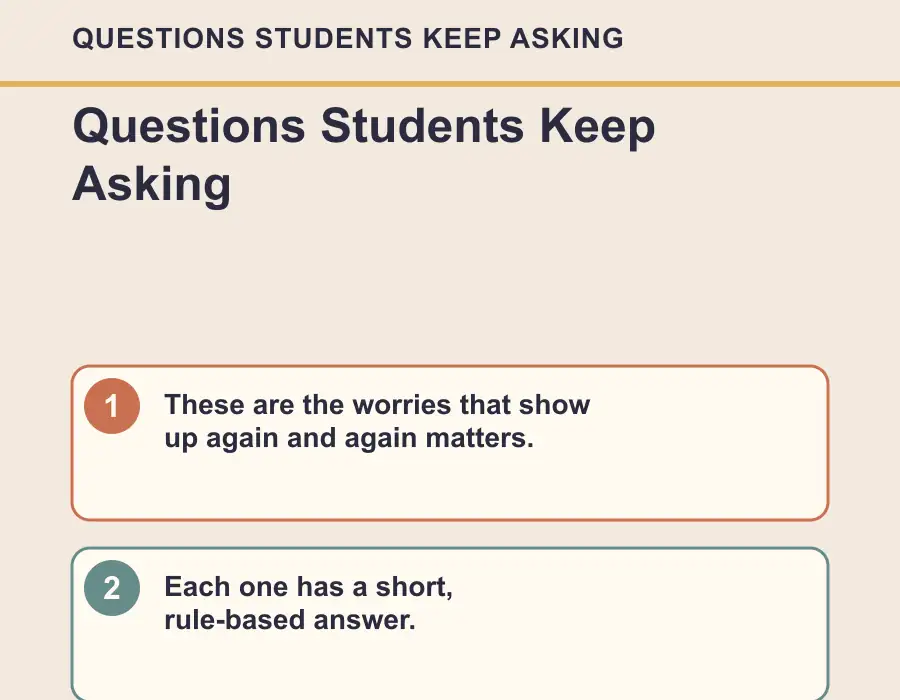 QUESTIONS STUDENTS KEEP ASKING
Questions Students Keep
Asking
1
These are the worries that show
up again and again matters.
2
Each one has a short,
rule-based answer.